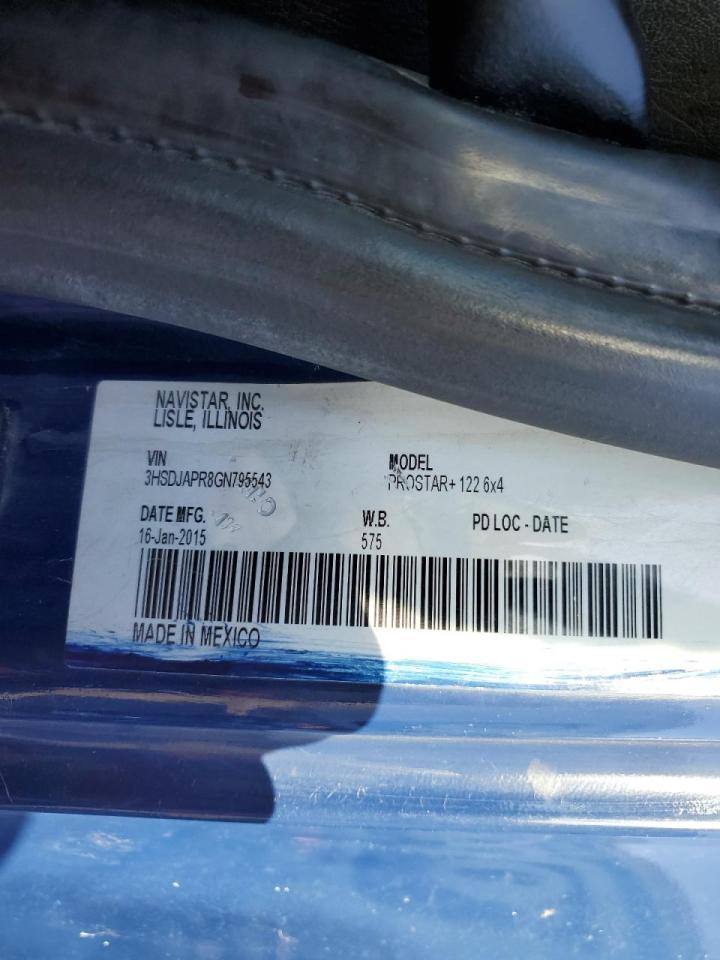 NAVISTAR, INC.
LISLE, ILLINOIS
VIN
3HSDJAPR8GN795543
MODEL
PROSTAR+ 122 6x4
DATE MFG.
16-Jan-2015
W.B.
575
PD LOC - DATE
MADE IN MEXICO